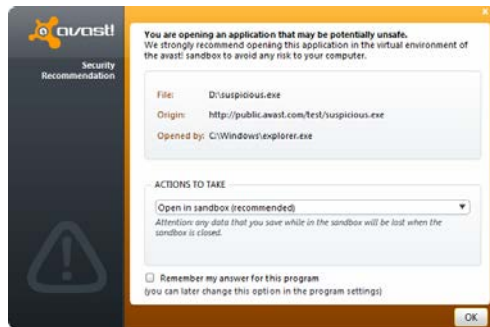 avast!
Security
Recommendation
You are opening an application that may be potentially unsafe.
We strongly recommend opening this application in the virtual environment of
the avast! sandbox to avoid any risk to your computer.
File: D:\suspicious.exe
Origin: http://public.avast.com/test/suspicious.exe
Opened by: C:\Windows\explorer.exe
ACTIONS TO TAKE
Open in sandbox (recommended)
Attention: any data that you save while in the sandbox will be lost when the
sandbox is closed.
Remember my answer for this program
(you can later change this option in the program settings)
OK